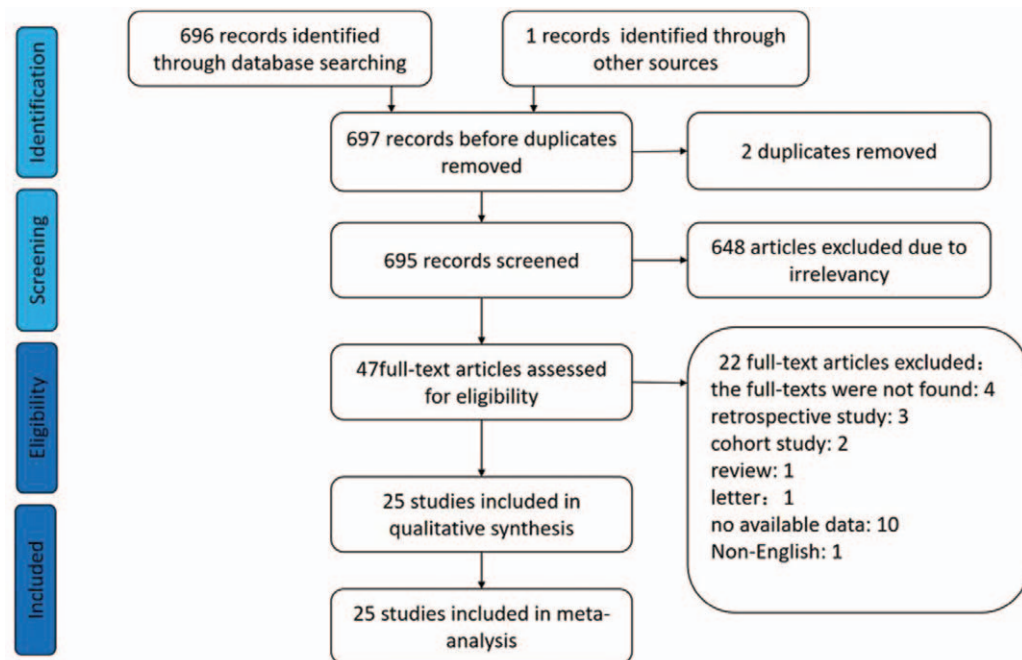 Identification
696 records identified
through database searching
1 records identified through
other sources
697 records before duplicates
removed
2 duplicates removed
Screening
695 records screened
648 articles excluded due to
irrelevancy
Eligibility
47full-text articles assessed
for eligibility
22 full-text articles excluded：
the full-texts were not found: 4
retrospective study: 3
cohort study: 2
review: 1
letter：1
no available data: 10
Non-English: 1
Included
25 studies included in
qualitative synthesis
25 studies included in meta-
analysis